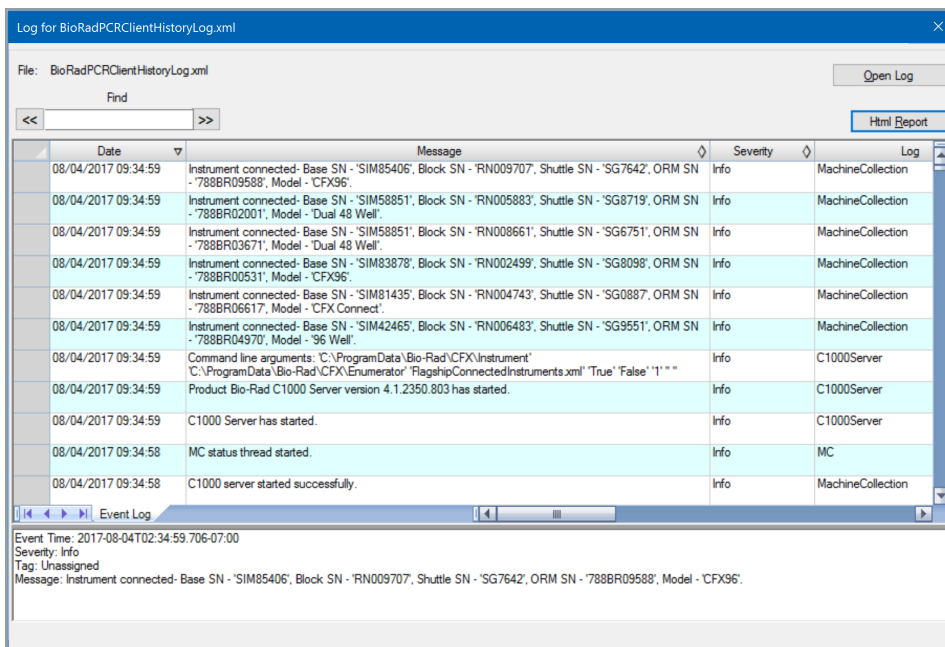 Log for BioRadPCRClientHistoryLog.xml
File: BioRadPCRClientHistoryLog.xml
Open Log
Find
<< >>
Html Report
Date Message Severity Log
08/04/2017 09:34:59 Instrument connected- Base SN - 'SIM85406', Block SN - 'RN009707', Shuttle SN - 'SG7642', ORM SN Info MachineCollection
- '788BR09588', Model - 'CFX96'.
08/04/2017 09:34:59 Instrument connected- Base SN - 'SIM58851', Block SN - 'RN005883', Shuttle SN - 'SG8719', ORM SN Info MachineCollection
- '788BR02001', Model - 'Dual 48 Well'.
08/04/2017 09:34:59 Instrument connected- Base SN - 'SIM58851', Block SN - 'RN008661', Shuttle SN - 'SG6751', ORM SN Info MachineCollection
- '788BR03671', Model - 'Dual 48 Well'.
08/04/2017 09:34:59 Instrument connected- Base SN - 'SIM83878', Block SN - 'RN002499', Shuttle SN - 'SG8098', ORM SN Info MachineCollection
- '788BR00531', Model - 'CFX96'.
08/04/2017 09:34:59 Instrument connected- Base SN - 'SIM81435', Block SN - 'RN004743', Shuttle SN - 'SG0887', ORM SN Info MachineCollection
- '788BR06617', Model - 'CFX Connect'.
08/04/2017 09:34:59 Instrument connected- Base SN - 'SIM42465', Block SN - 'RN006483', Shuttle SN - 'SG9551', ORM SN Info MachineCollection
- '788BR04970', Model - '96 Well'.
08/04/2017 09:34:59 Command line arguments: 'C:\ProgramData\Bio-Rad\CFX\Instrument' Info C1000Server
'C:\ProgramData\Bio-Rad\CFX\Enumerator' 'FlagshipConnectedInstruments.xml' 'True' 'False' '1' '' ''
08/04/2017 09:34:59 Product Bio-Rad C1000 Server version 4.1.2350.803 has started. Info C1000Server
08/04/2017 09:34:59 C1000 Server has started. Info C1000Server
08/04/2017 09:34:58 MC status thread started. Info MC
08/04/2017 09:34:58 C1000 server started successfully. Info MachineCollection
Event Log
Event Time: 2017-08-04T02:34:59.706-07:00
Severity: Info
Tag: Unassigned
Message: Instrument connected- Base SN - 'SIM85406', Block SN - 'RN009707', Shuttle SN - 'SG7642', ORM SN - '788BR09588', Model - 'CFX96'.